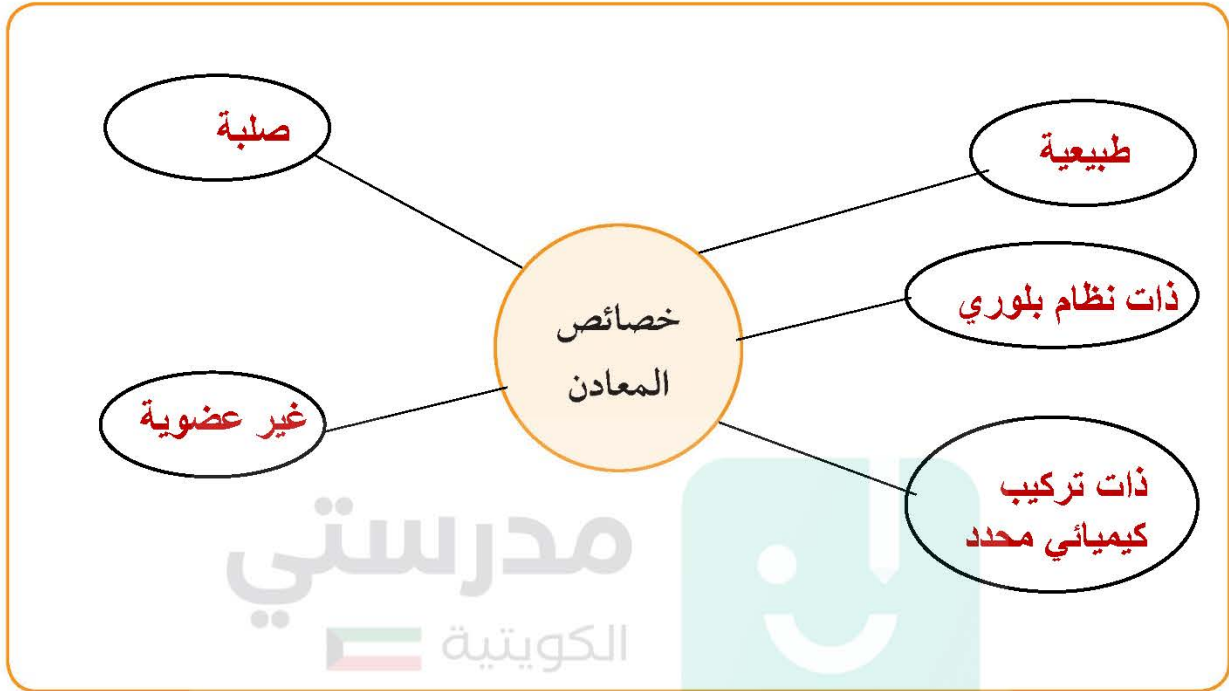 صلبة
طبيعية
ذات نظام بلوري
خصائص
المعادن
غير عضوية
ذات تركيب
كيميائي محدد
مدرستي
الكويتية